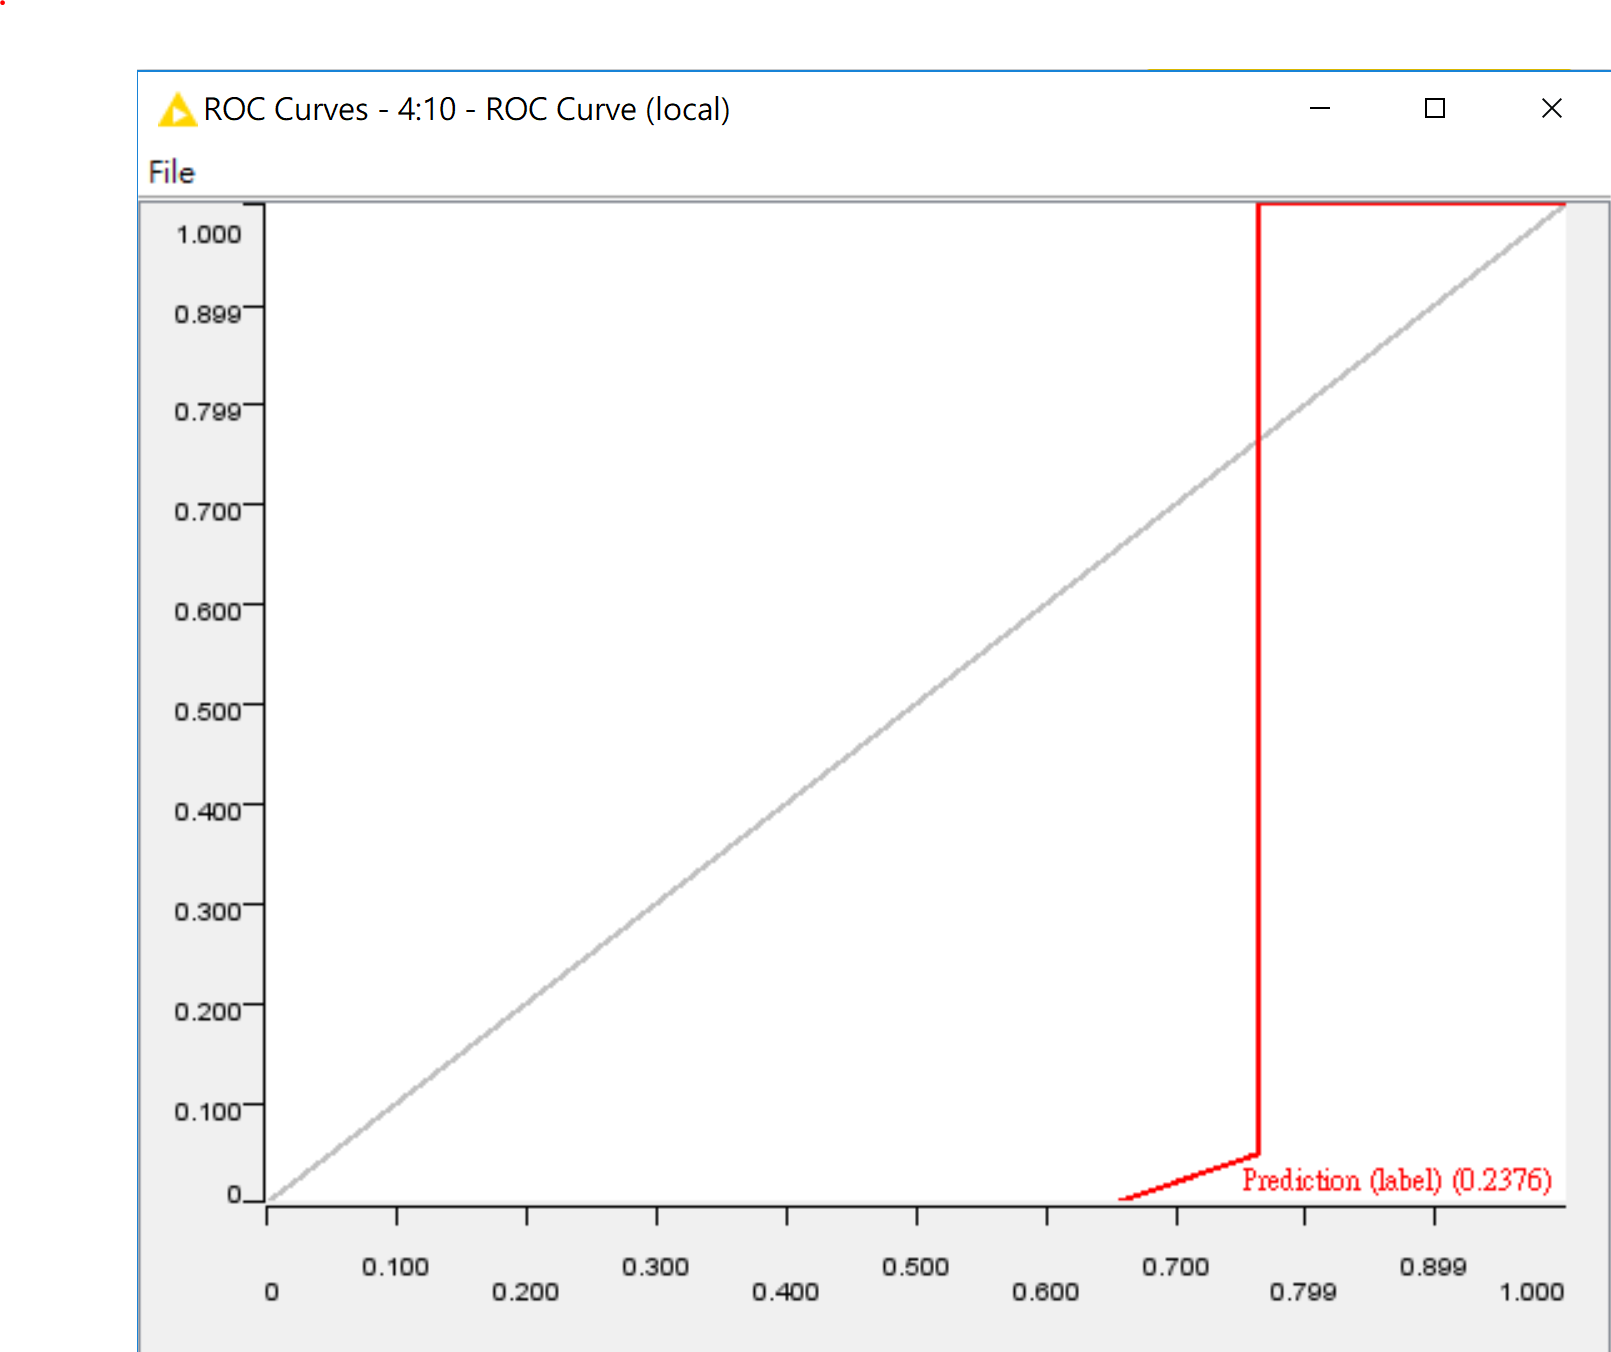 ROC Curves - 4:10 - ROC Curve (local)
File
1.000
0.899
0.799
0.700
0.600
0.500
0.400
0.300
0.200
0.100
0
Prediction (label) (0.2376)
0.100 0.300 0.500 0.700 0.899
0 0.200 0.400 0.600 0.799 1.000